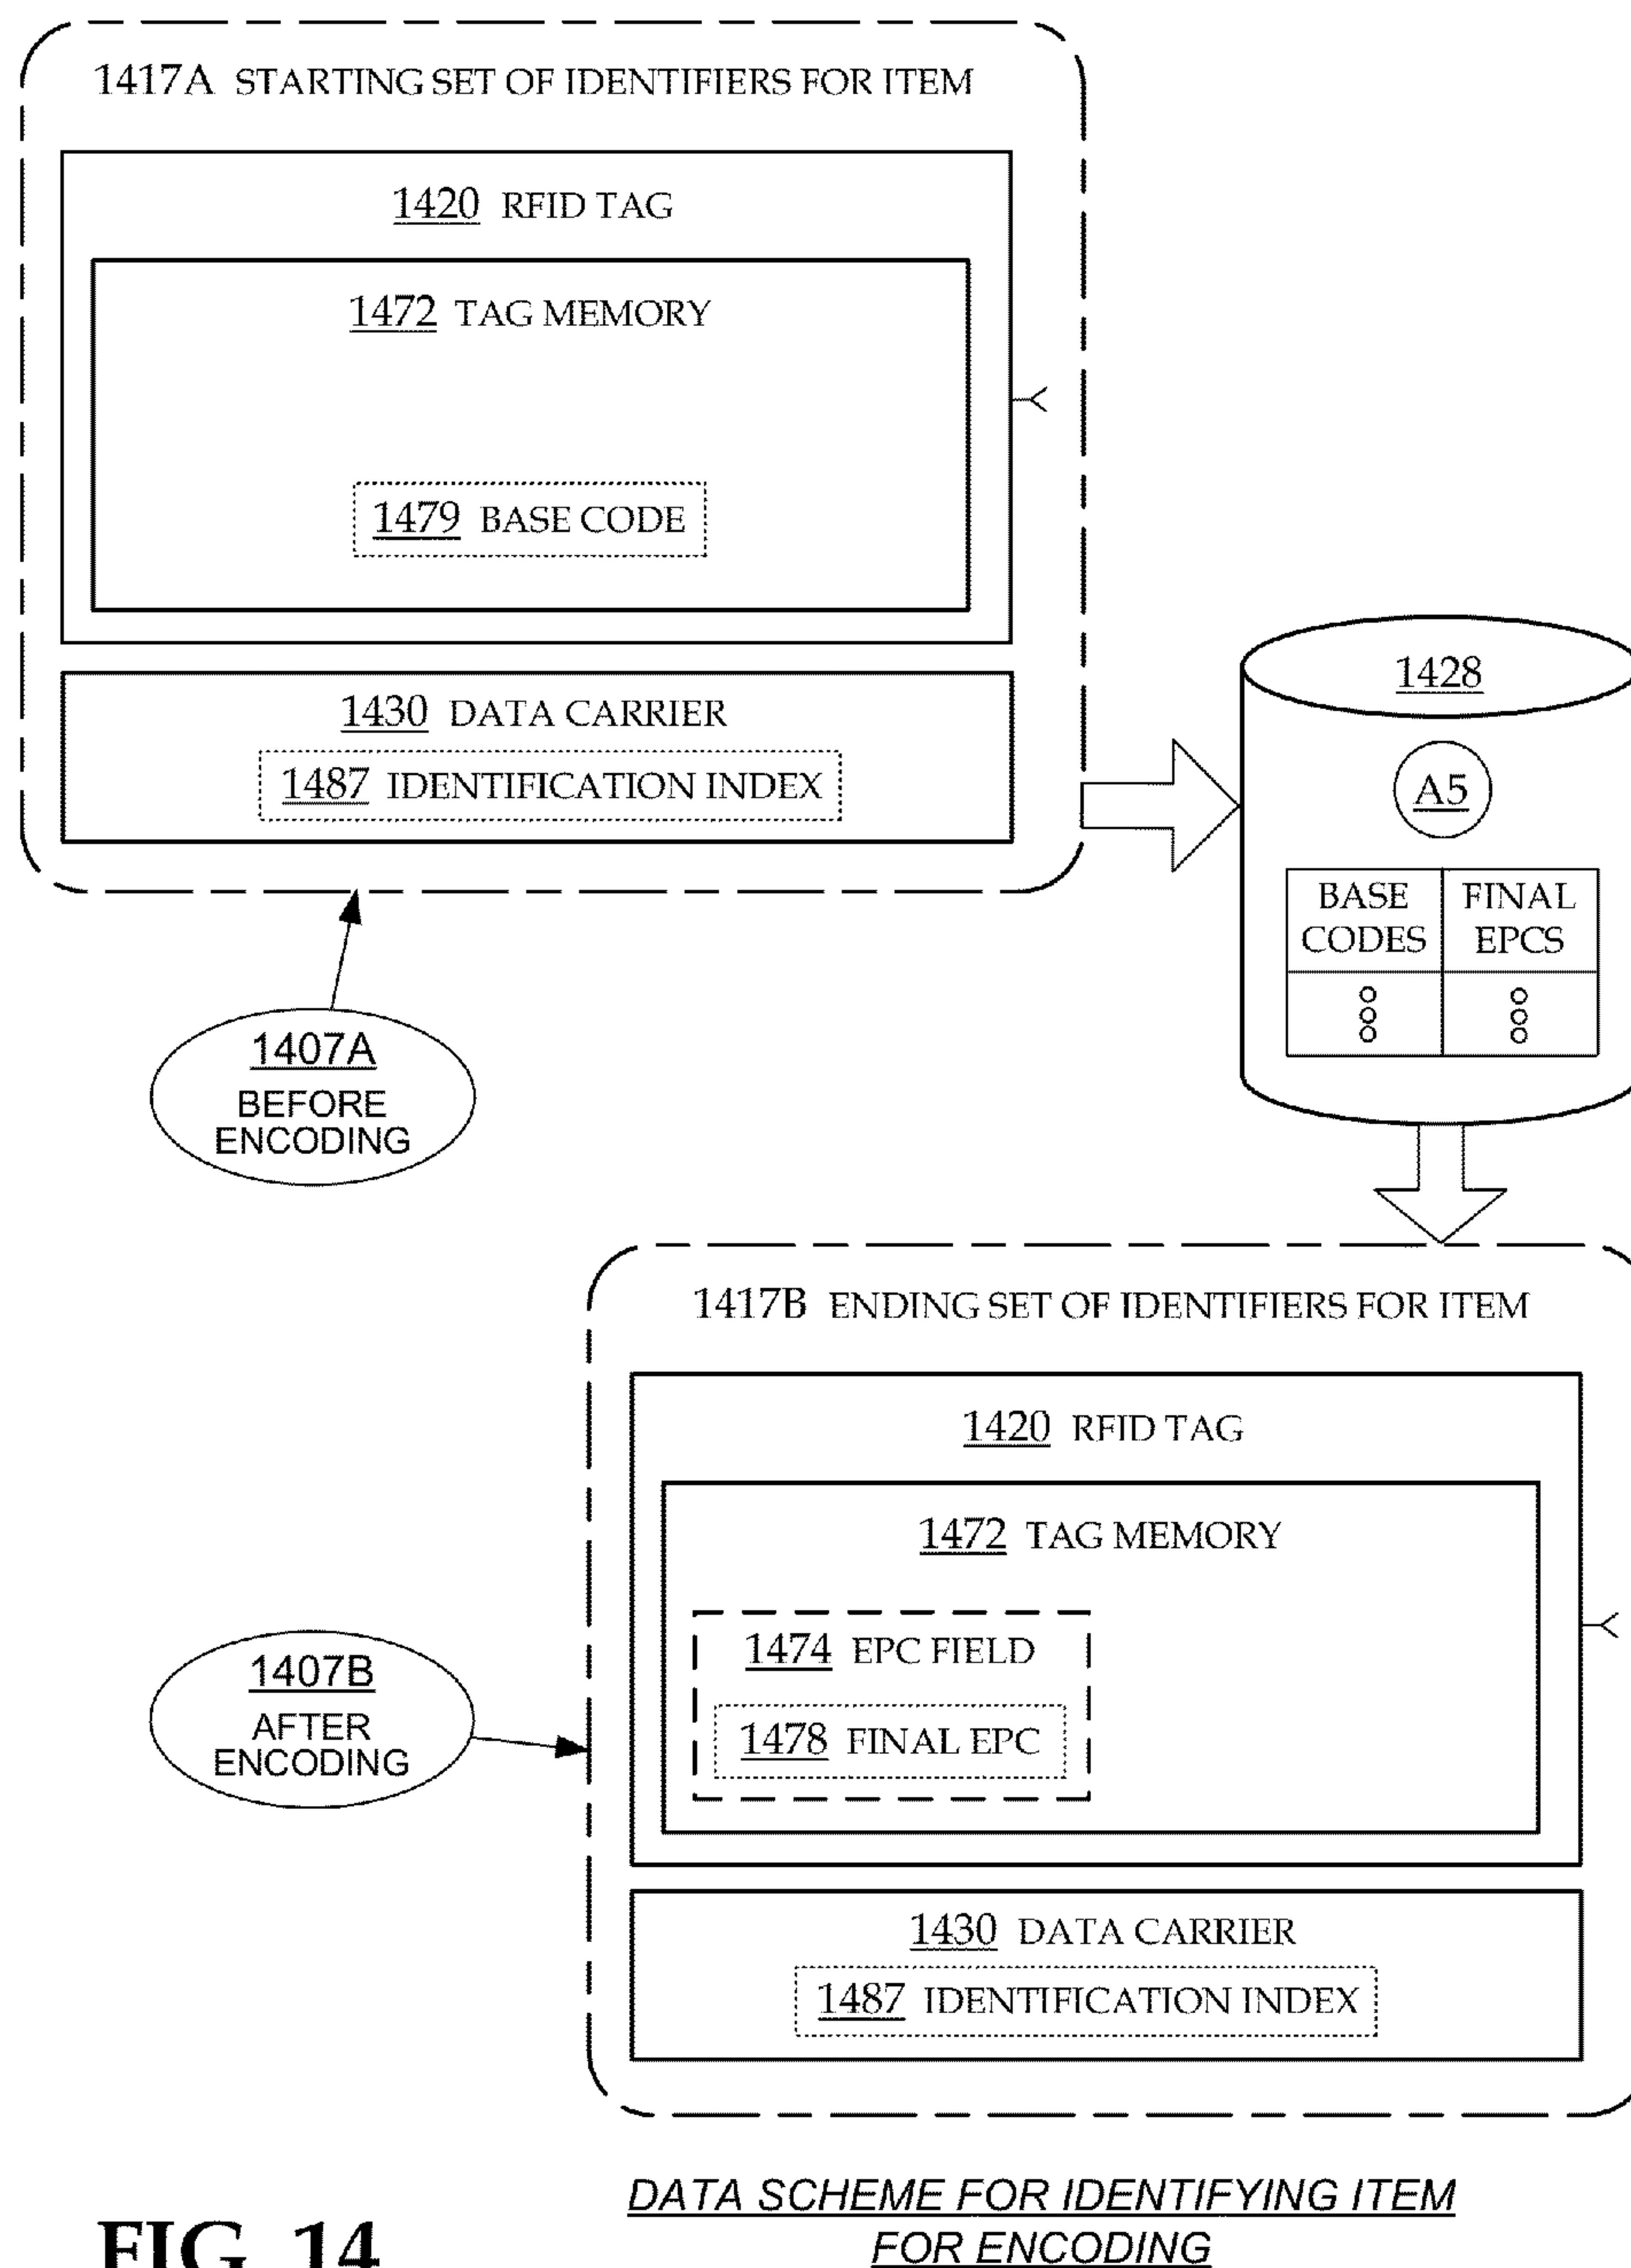 1417A STARTING SET OF IDENTIFIERS FOR ITEM
1420 RFID TAG
1472 TAG MEMORY
1479 BASE CODE
1430 DATA CARRIER
1487 IDENTIFICATION INDEX
1428
A5
BASE CODES
FINAL EPCS
1407A
BEFORE
ENCODING
1417B ENDING SET OF IDENTIFIERS FOR ITEM
1420 RFID TAG
1472 TAG MEMORY
1474 EPC FIELD
1478 FINAL EPC
1407B
AFTER
ENCODING
1430 DATA CARRIER
1487 IDENTIFICATION INDEX
DATA SCHEME FOR IDENTIFYING ITEM
FOR ENCODING
FIG. 14